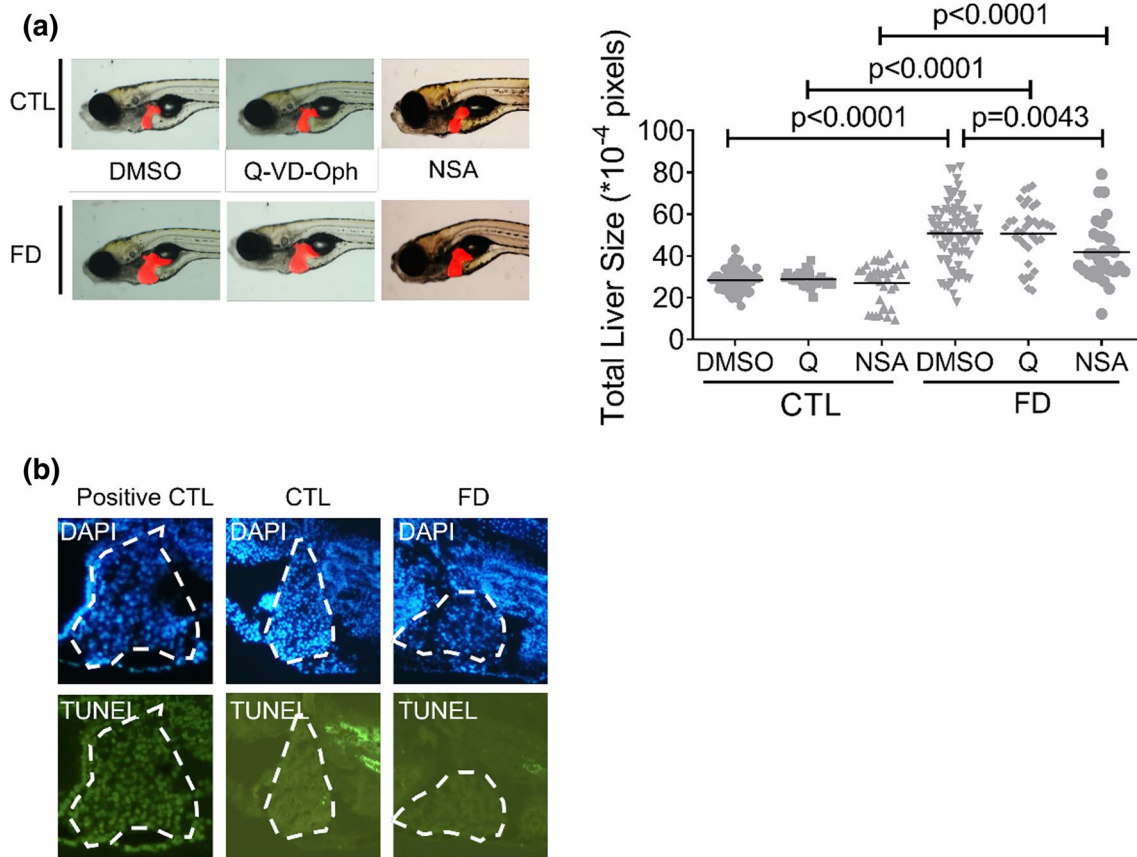 (a)
CTL
DMSO
Q-VD-Oph
NSA
FD
p<0.0001
p<0.0001
p<0.0001
p=0.0043
Total Liver Size (*10^-4 pixels)
100
80
60
40
20
0
DMSO
Q
NSA
DMSO
Q
NSA
CTL
FD
(b)
Positive CTL
CTL
FD
DAPI
DAPI
DAPI
TUNEL
TUNEL
TUNEL